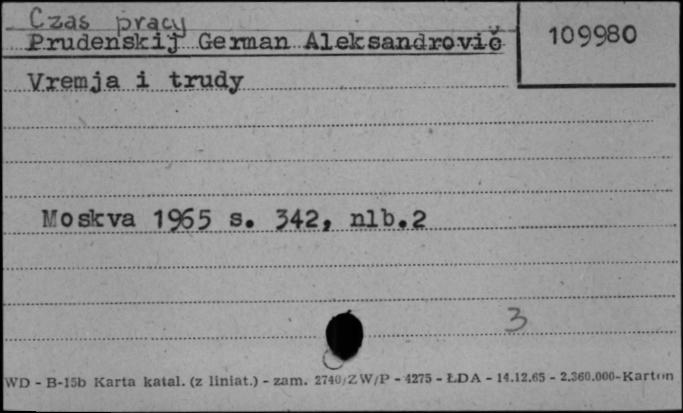 Czas pracy
Prudenskij German Aleksandrovič
109980
Vremja i trudy
Moskva 1965 s. 342, nlb.2
3
WD - B-15b Karta katal. (z liniat.) - zam. 2740/ZW/P - 4275 - ŁDA - 14.12.65 - 2.360.000-Karton